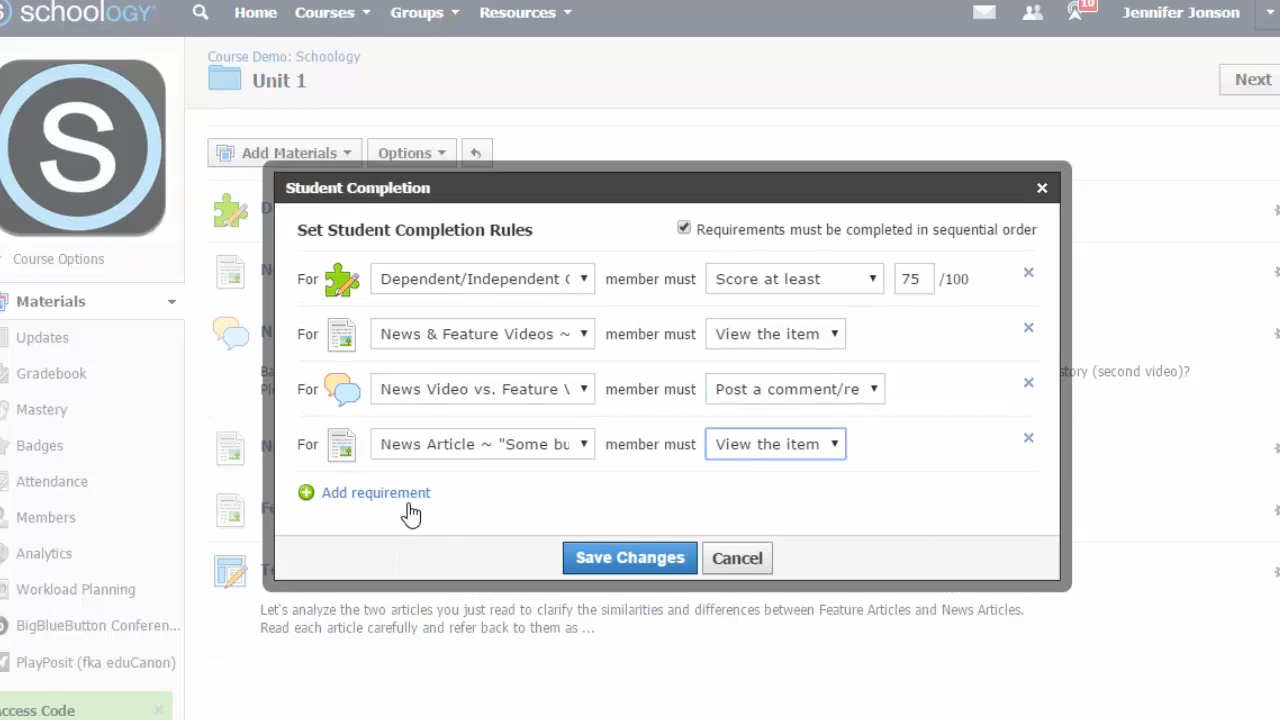 schoology
Home
Courses
Groups
Resources
10
Jennifer Jonson
Course Demo: Schoology
Unit 1
Next
Add Materials
Options
Course Options
Materials
Updates
Gradebook
Mastery
Badges
Attendance
Members
Analytics
Workload Planning
BigBlueButton Conferen...
PlayPosit (fka eduCanon)
Access Code
Student Completion
Set Student Completion Rules
Requirements must be completed in sequential order
For Dependent/Independent member must Score at least 75 /100
For News & Feature Videos ~ member must View the item
For News Video vs. Feature member must Post a comment/re
For News Article ~ "Some bu member must View the item
Add requirement
Save Changes
Cancel
tory (second video)?
Let's analyze the two articles you just read to clarify the similarities and differences between Feature Articles and News Articles.
Read each article carefully and refer back to them as ...